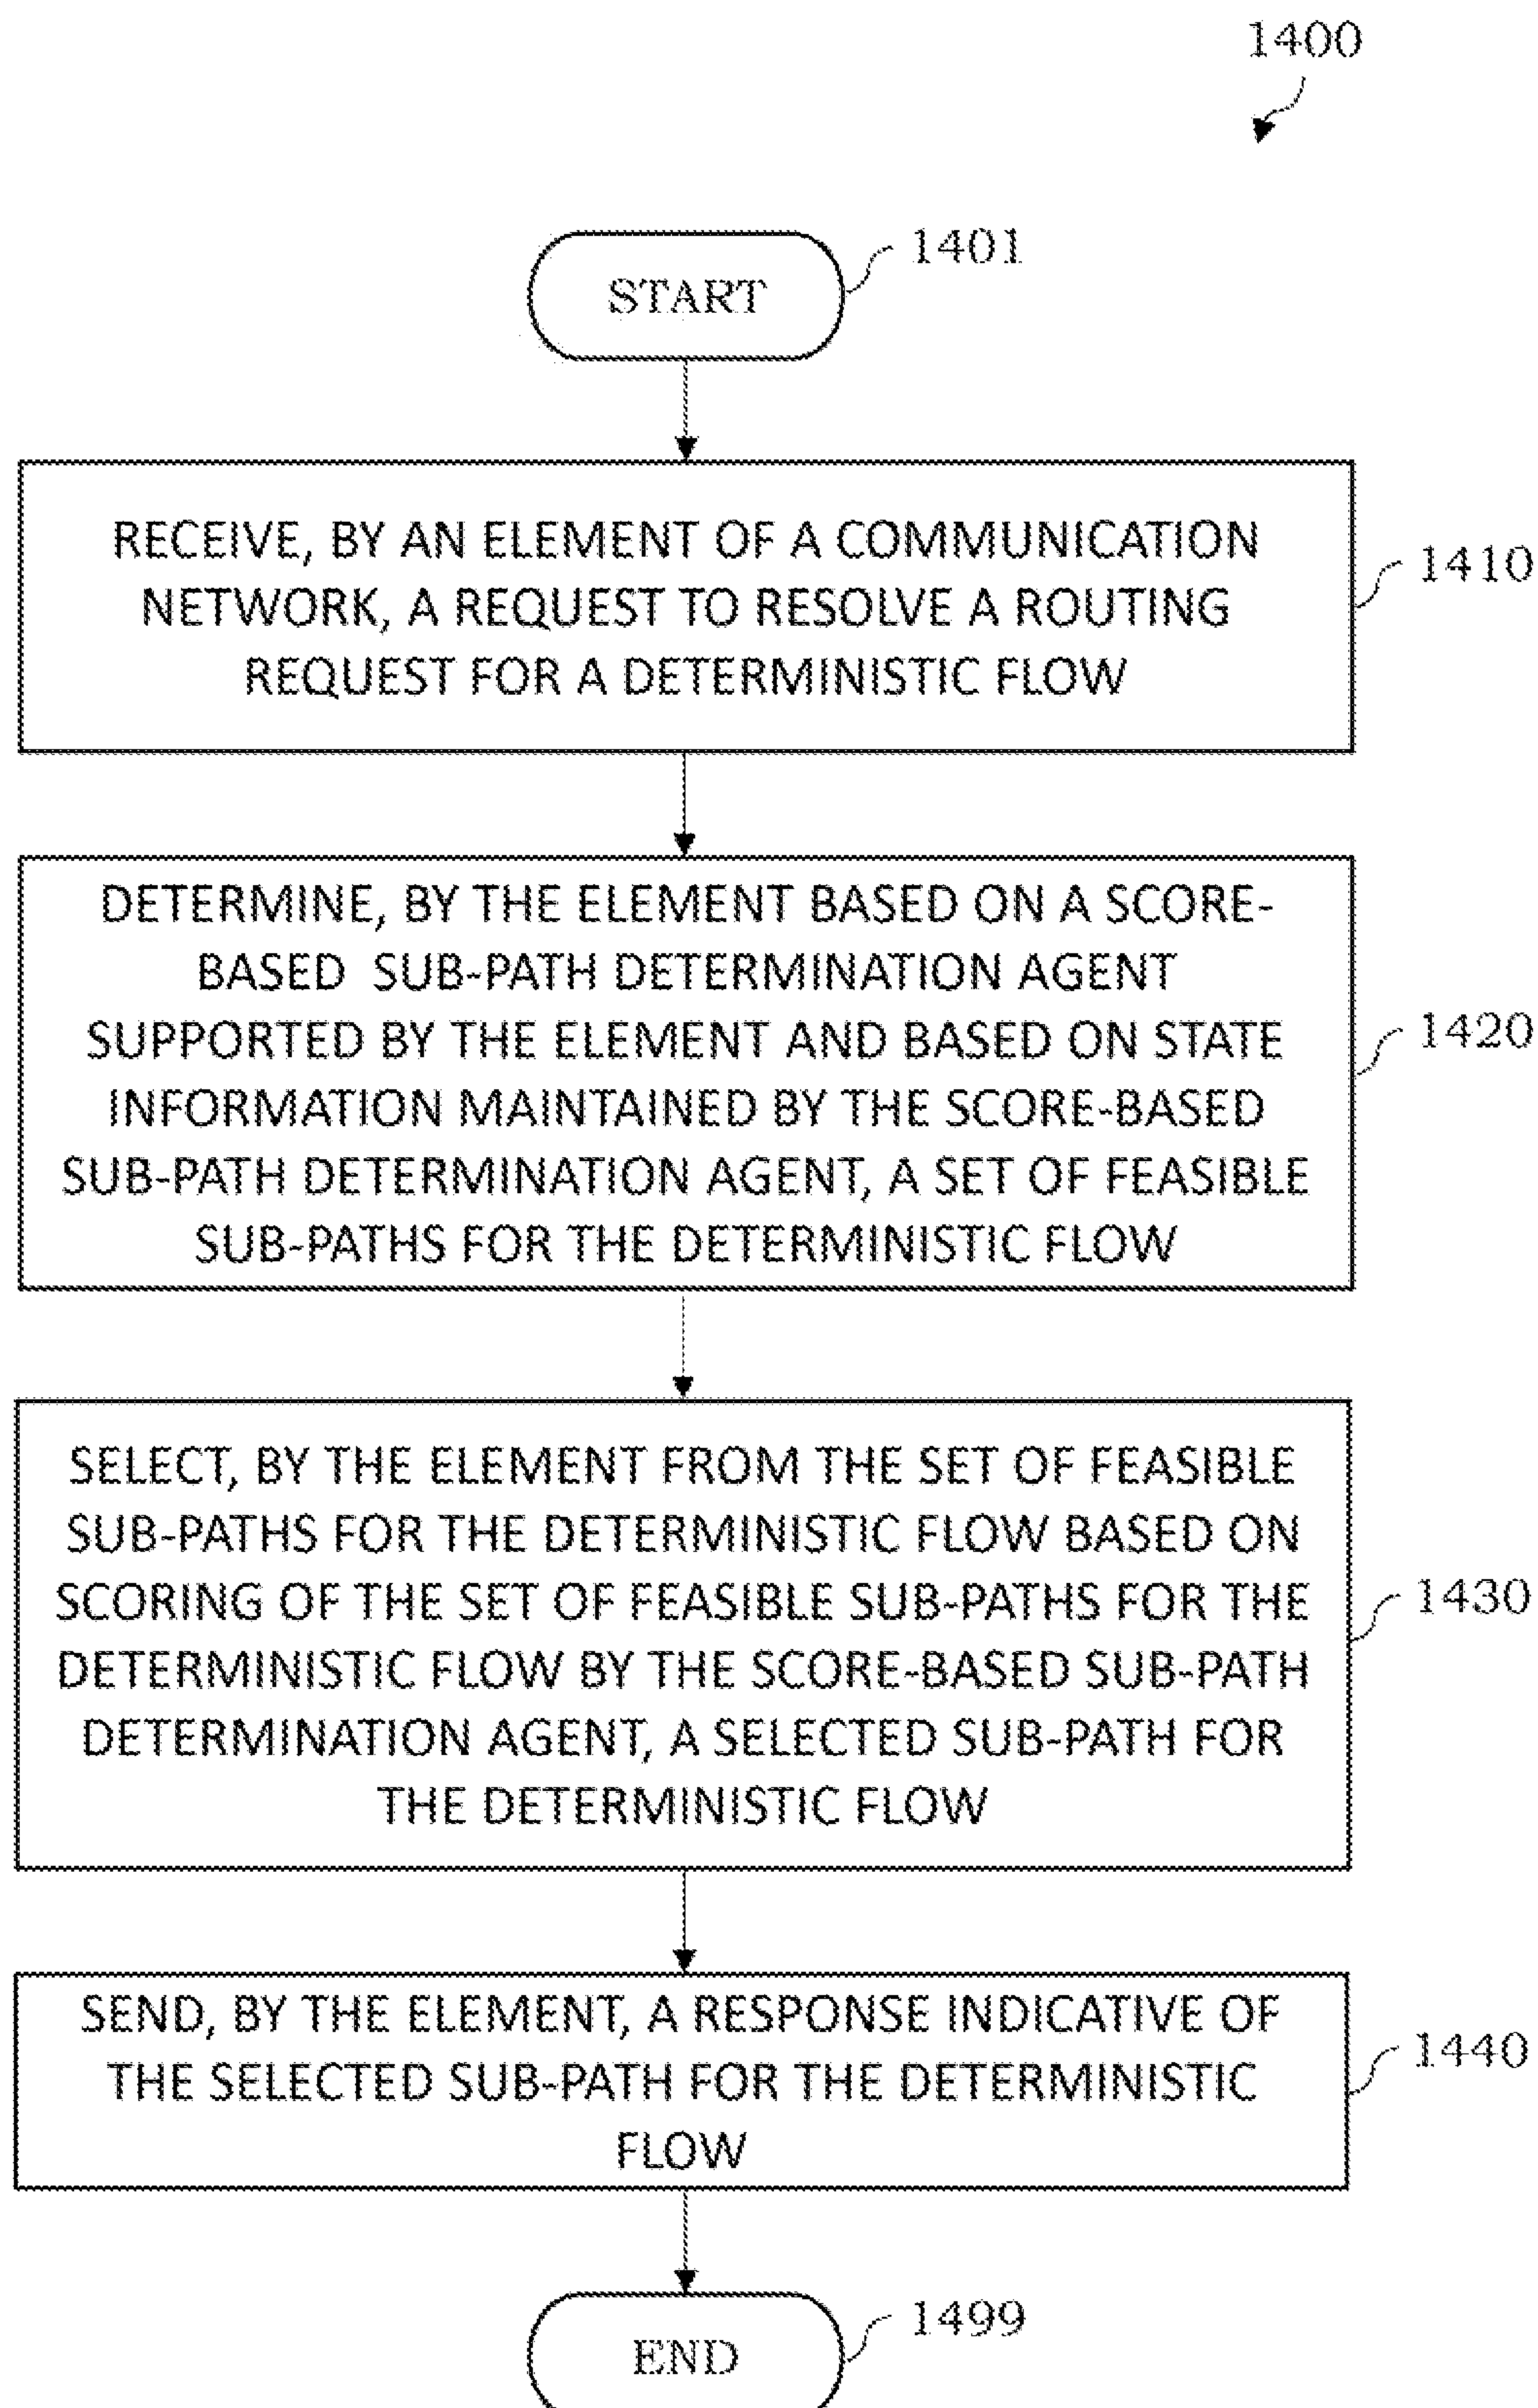 1400
1401
START
RECEIVE, BY AN ELEMENT OF A COMMUNICATION
NETWORK, A REQUEST TO RESOLVE A ROUTING
REQUEST FOR A DETERMINISTIC FLOW
1410
DETERMINE, BY THE ELEMENT BASED ON A SCORE-
BASED SUB-PATH DETERMINATION AGENT
SUPPORTED BY THE ELEMENT AND BASED ON STATE
INFORMATION MAINTAINED BY THE SCORE-BASED
SUB-PATH DETERMINATION AGENT, A SET OF FEASIBLE
SUB-PATHS FOR THE DETERMINISTIC FLOW
1420
SELECT, BY THE ELEMENT FROM THE SET OF FEASIBLE
SUB-PATHS FOR THE DETERMINISTIC FLOW BASED ON
SCORING OF THE SET OF FEASIBLE SUB-PATHS FOR THE
DETERMINISTIC FLOW BY THE SCORE-BASED SUB-PATH
DETERMINATION AGENT, A SELECTED SUB-PATH FOR
THE DETERMINISTIC FLOW
1430
SEND, BY THE ELEMENT, A RESPONSE INDICATIVE OF
THE SELECTED SUB-PATH FOR THE DETERMINISTIC
FLOW
1440
1499
END